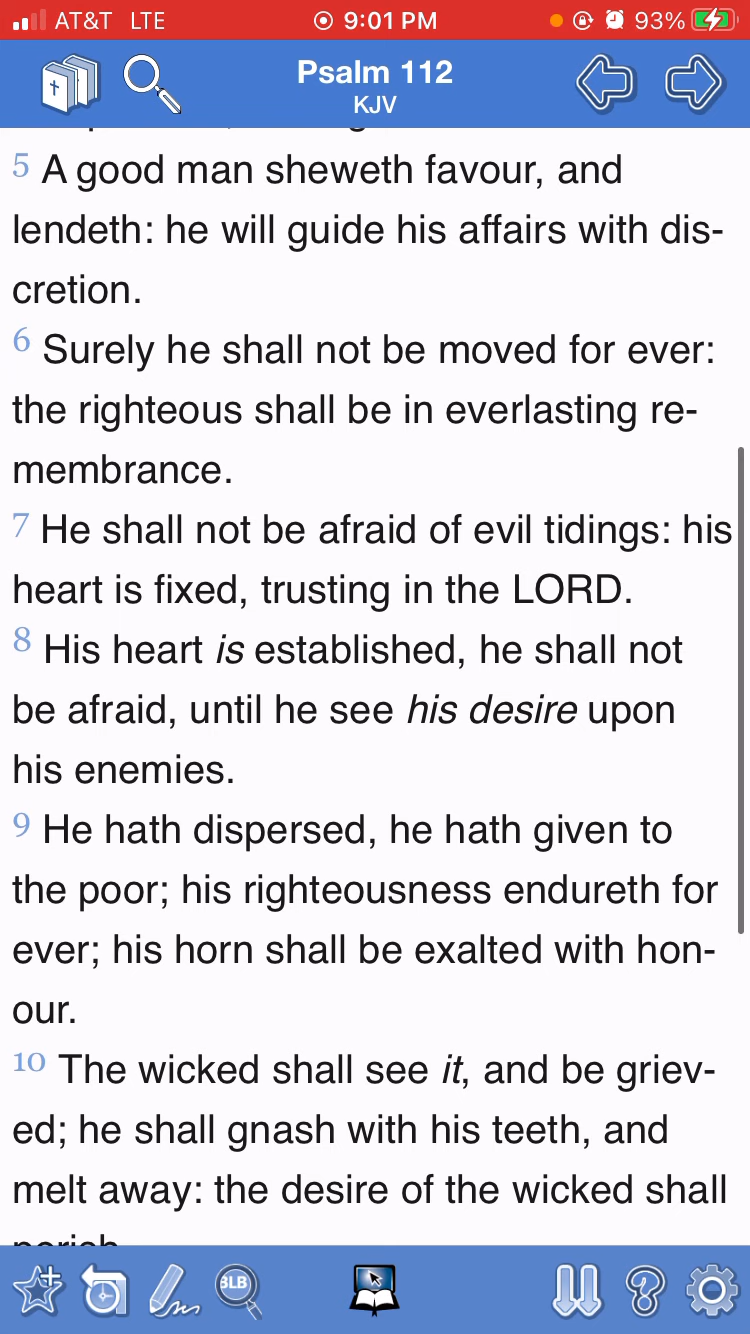 AT&T LTE 9:01 PM 93%
Psalm 112
KJV
5 A good man sheweth favour, and
lendeth: he will guide his affairs with dis-
cretion.
6 Surely he shall not be moved for ever:
the righteous shall be in everlasting re-
membrance.
7 He shall not be afraid of evil tidings: his
heart is fixed, trusting in the LORD.
8 His heart is established, he shall not
be afraid, until he see his desire upon
his enemies.
9 He hath dispersed, he hath given to
the poor; his righteousness endureth for
ever; his horn shall be exalted with hon-
our.
10 The wicked shall see it, and be griev-
ed; he shall gnash with his teeth, and
melt away: the desire of the wicked shall
perish
BLB